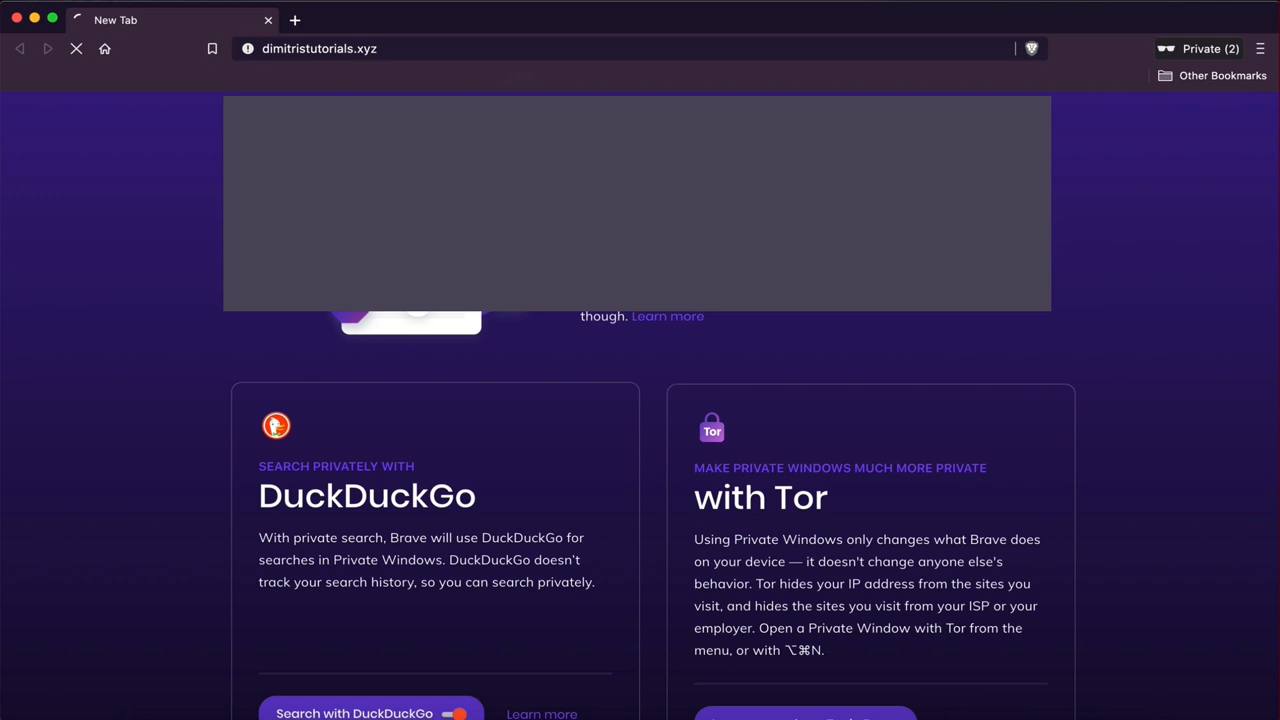 New Tab
dimitristutorials.xyz
Private (2)
Other Bookmarks
though. Learn more
SEARCH PRIVATELY WITH
DuckDuckGo
With private search, Brave will use DuckDuckGo for
searches in Private Windows. DuckDuckGo doesn't
track your search history, so you can search privately.
Search with DuckDuckGo
Learn more
Tor
MAKE PRIVATE WINDOWS MUCH MORE PRIVATE
with Tor
Using Private Windows only changes what Brave does
on your device — it doesn't change anyone else's
behavior. Tor hides your IP address from the sites you
visit, and hides the sites you visit from your ISP or your
employer. Open a Private Window with Tor from the
menu, or with ⌥⌘N.